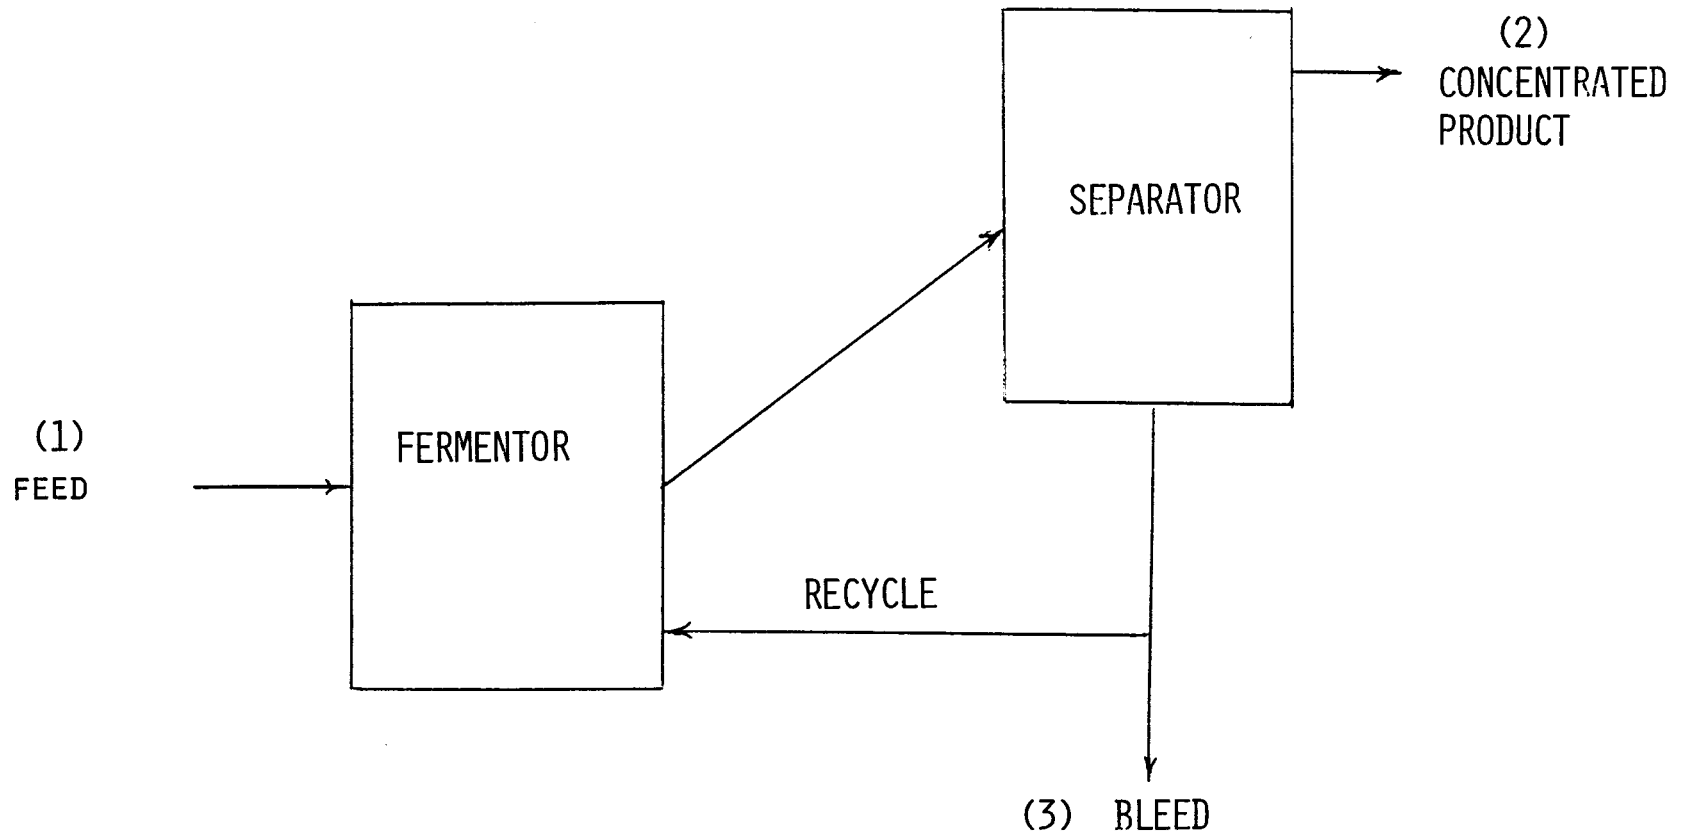 (2)
CONCENTRATED
PRODUCT
SEPARATOR
(1)
FEED
FERMENTOR
RECYCLE
(3) BLEED